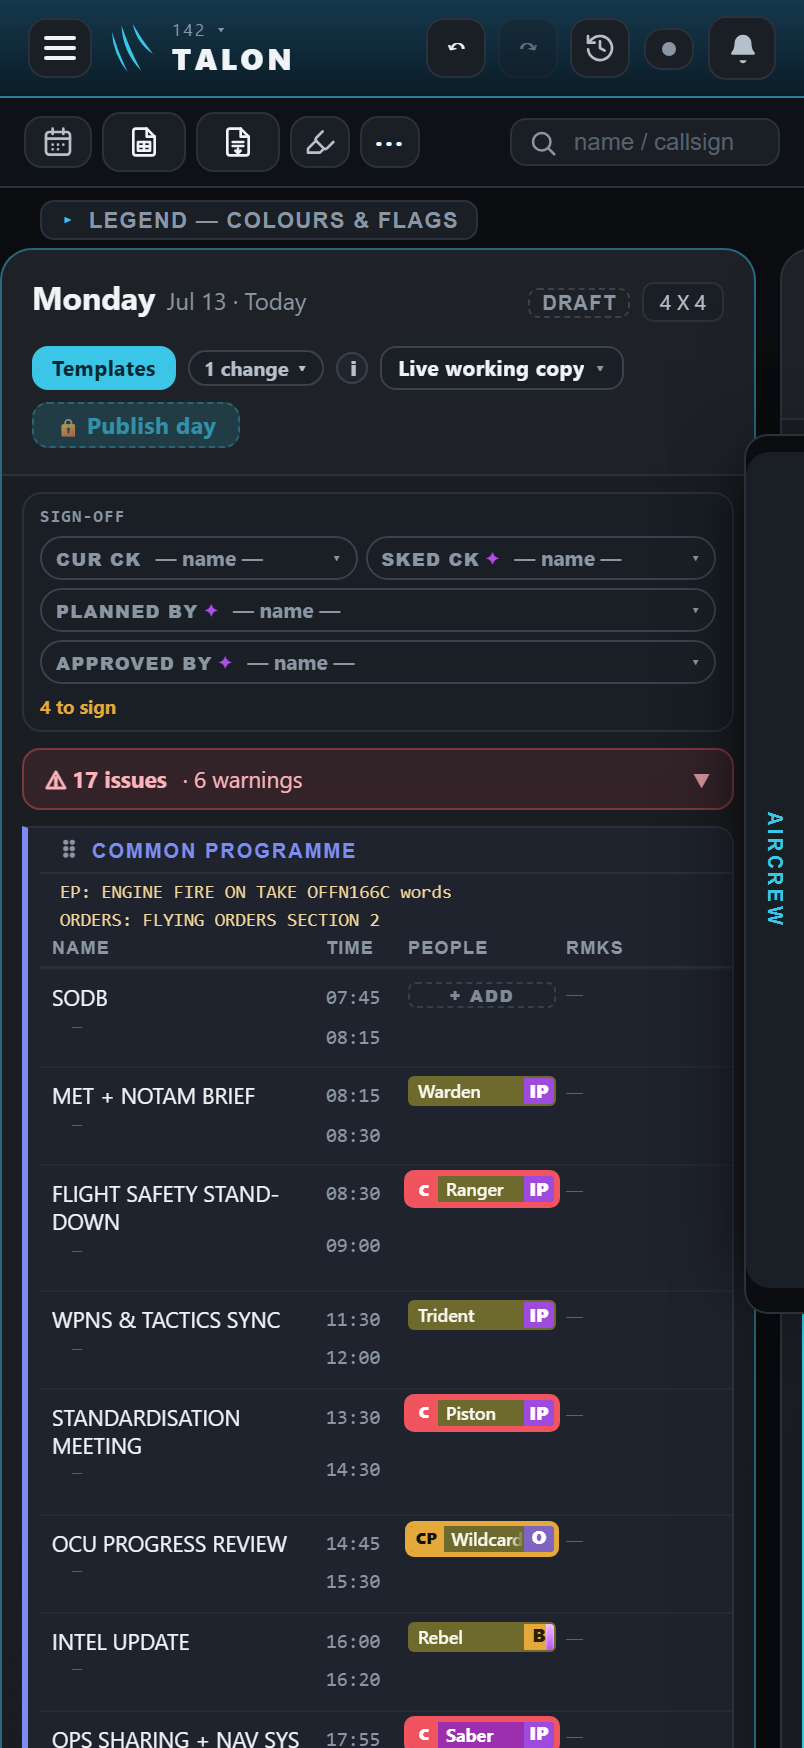 142 ▾
TALON
name / callsign
▸ LEGEND — COLOURS & FLAGS
Monday Jul 13 · Today
DRAFT
4 X 4
Templates
1 change ▾
i
Live working copy ▾
Publish day
SIGN-OFF
CUR CK — name — ▾
SKED CK ✦ — name — ▾
PLANNED BY ✦ — name — ▾
APPROVED BY ✦ — name — ▾
4 to sign
⚠ 17 issues · 6 warnings ▼
AIRCREW
COMMON PROGRAMME
EP: ENGINE FIRE ON TAKE OFFN166C words
ORDERS: FLYING ORDERS SECTION 2
NAME TIME PEOPLE RMKS
SODB 07:45 + ADD —
— 08:15
MET + NOTAM BRIEF 08:15 Warden IP —
— 08:30
FLIGHT SAFETY STAND- 08:30 C Ranger IP —
DOWN
— 09:00
WPNS & TACTICS SYNC 11:30 Trident IP —
— 12:00
STANDARDISATION 13:30 C Piston IP —
MEETING
— 14:30
OCU PROGRESS REVIEW 14:45 CP Wildcard O —
— 15:30
INTEL UPDATE 16:00 Rebel B —
— 16:20
OPS SHARING + NAV SYS 17:55 C Saber IP —